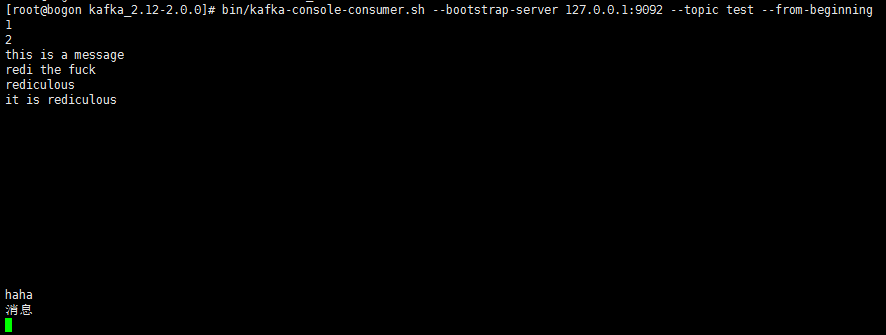 [root@bogon kafka_2.12-2.0.0]# bin/kafka-console-consumer.sh --bootstrap-server 127.0.0.1:9092 --topic test --from-beginning
1
2
this is a message
redi the fuck
rediculous
it is rediculous
haha
消息